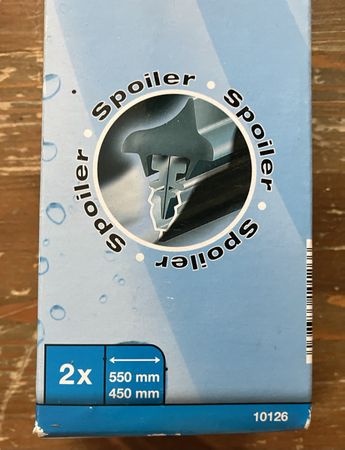 Spoiler • Spoiler • Spoiler • Spoiler •
2x
550 mm
450 mm
10126